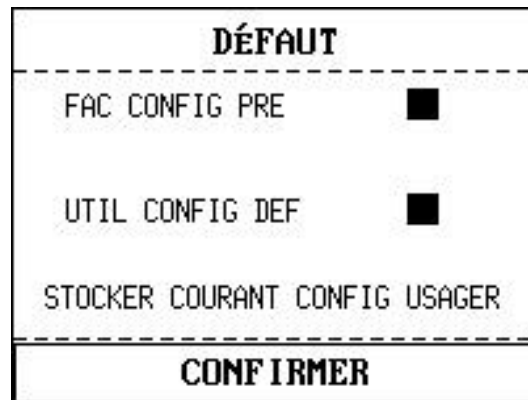 DÉFAUT
FAC CONFIG PRE
UTIL CONFIG DEF
STOCKER COURANT CONFIG USAGER
CONFIRMER